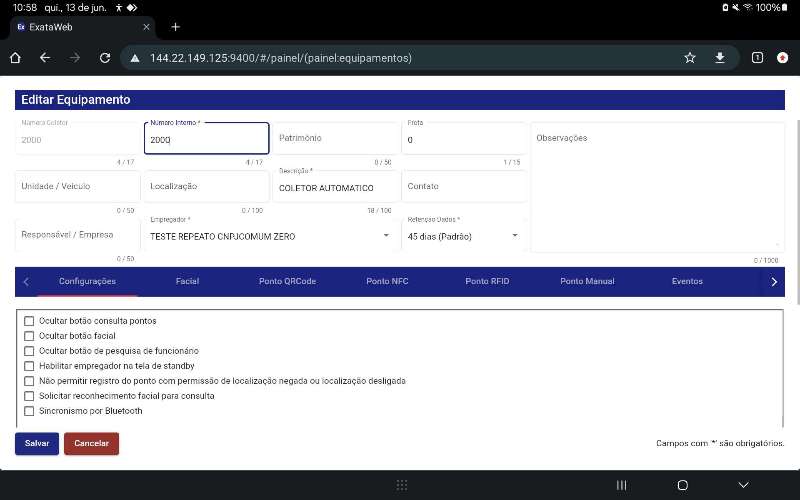 10:58 qui., 13 de jun. 100%
Ex ExataWeb
144.22.149.125:9400/#/painel/(painel:equipamentos)
1
Editar Equipamento
Número Coletor
2000
4 / 17
Número Interno *
2000
4 / 17
Patrimônio
0 / 50
Frota
0
1 / 15
Observações
0 / 1000
Unidade / Veículo
0 / 50
Localização
0 / 100
Descrição *
COLETOR AUTOMATICO
18 / 100
Contato
Responsável / Empresa
0 / 50
Empregador *
TESTE REPEATO CNPJCOMUM ZERO
Retenção Dados *
45 dias (Padrão)
Configurações Facial Ponto QRCode Ponto NFC Ponto RFID Ponto Manual Eventos
Ocultar botão consulta pontos
Ocultar botão facial
Ocultar botão de pesquisa de funcionário
Habilitar empregador na tela de standby
Não permitir registro do ponto com permissão de localização negada ou localização desligada
Solicitar reconhecimento facial para consulta
Sincronismo por Bluetooth
Salvar Cancelar Campos com '*' são obrigatórios.